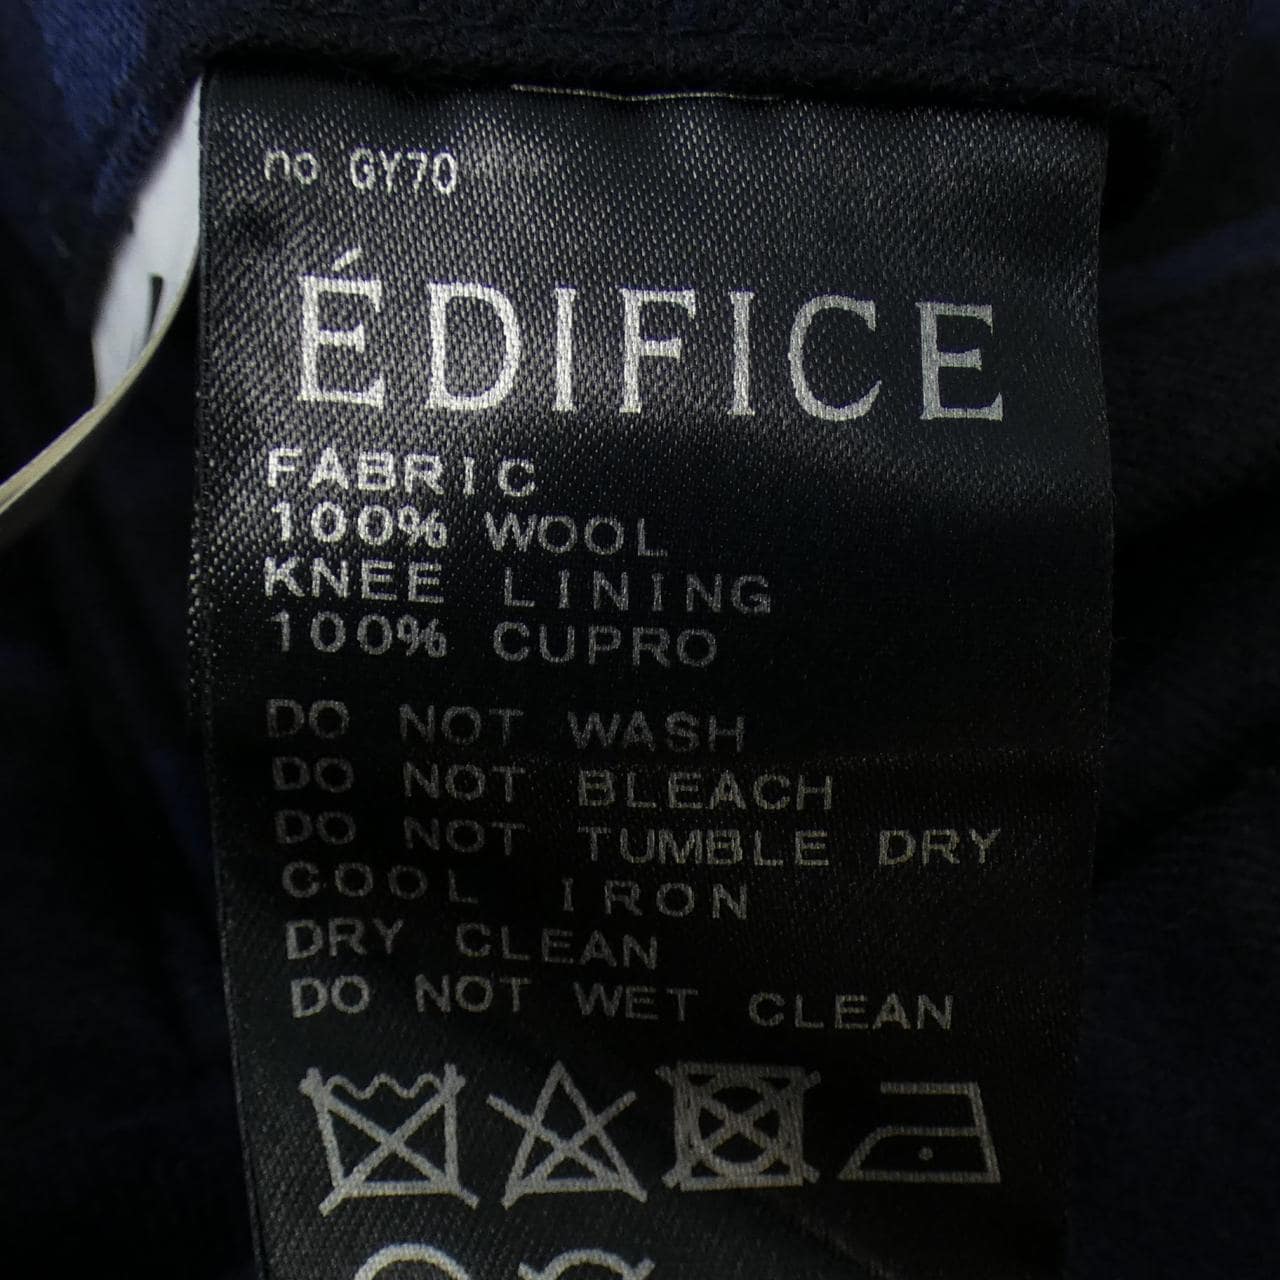 no GY70
ÉDIFICE
FABRIC
100% WOOL
KNEE LINING
100% CUPRO
DO NOT WASH
DO NOT BLEACH
DO NOT TUMBLE DRY
COOL IRON
DRY CLEAN
DO NOT WET CLEAN